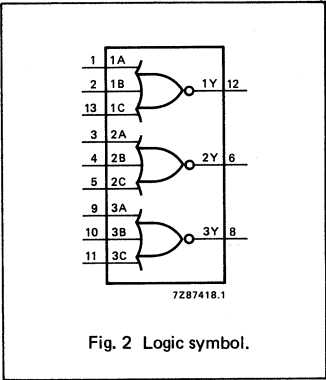 1 1A
2 1B 1Y 12
13 1C
3 2A
4 2B 2Y 6
5 2C
9 3A
10 3B 3Y 8
11 3C
7Z87418.1
Fig. 2 Logic symbol.